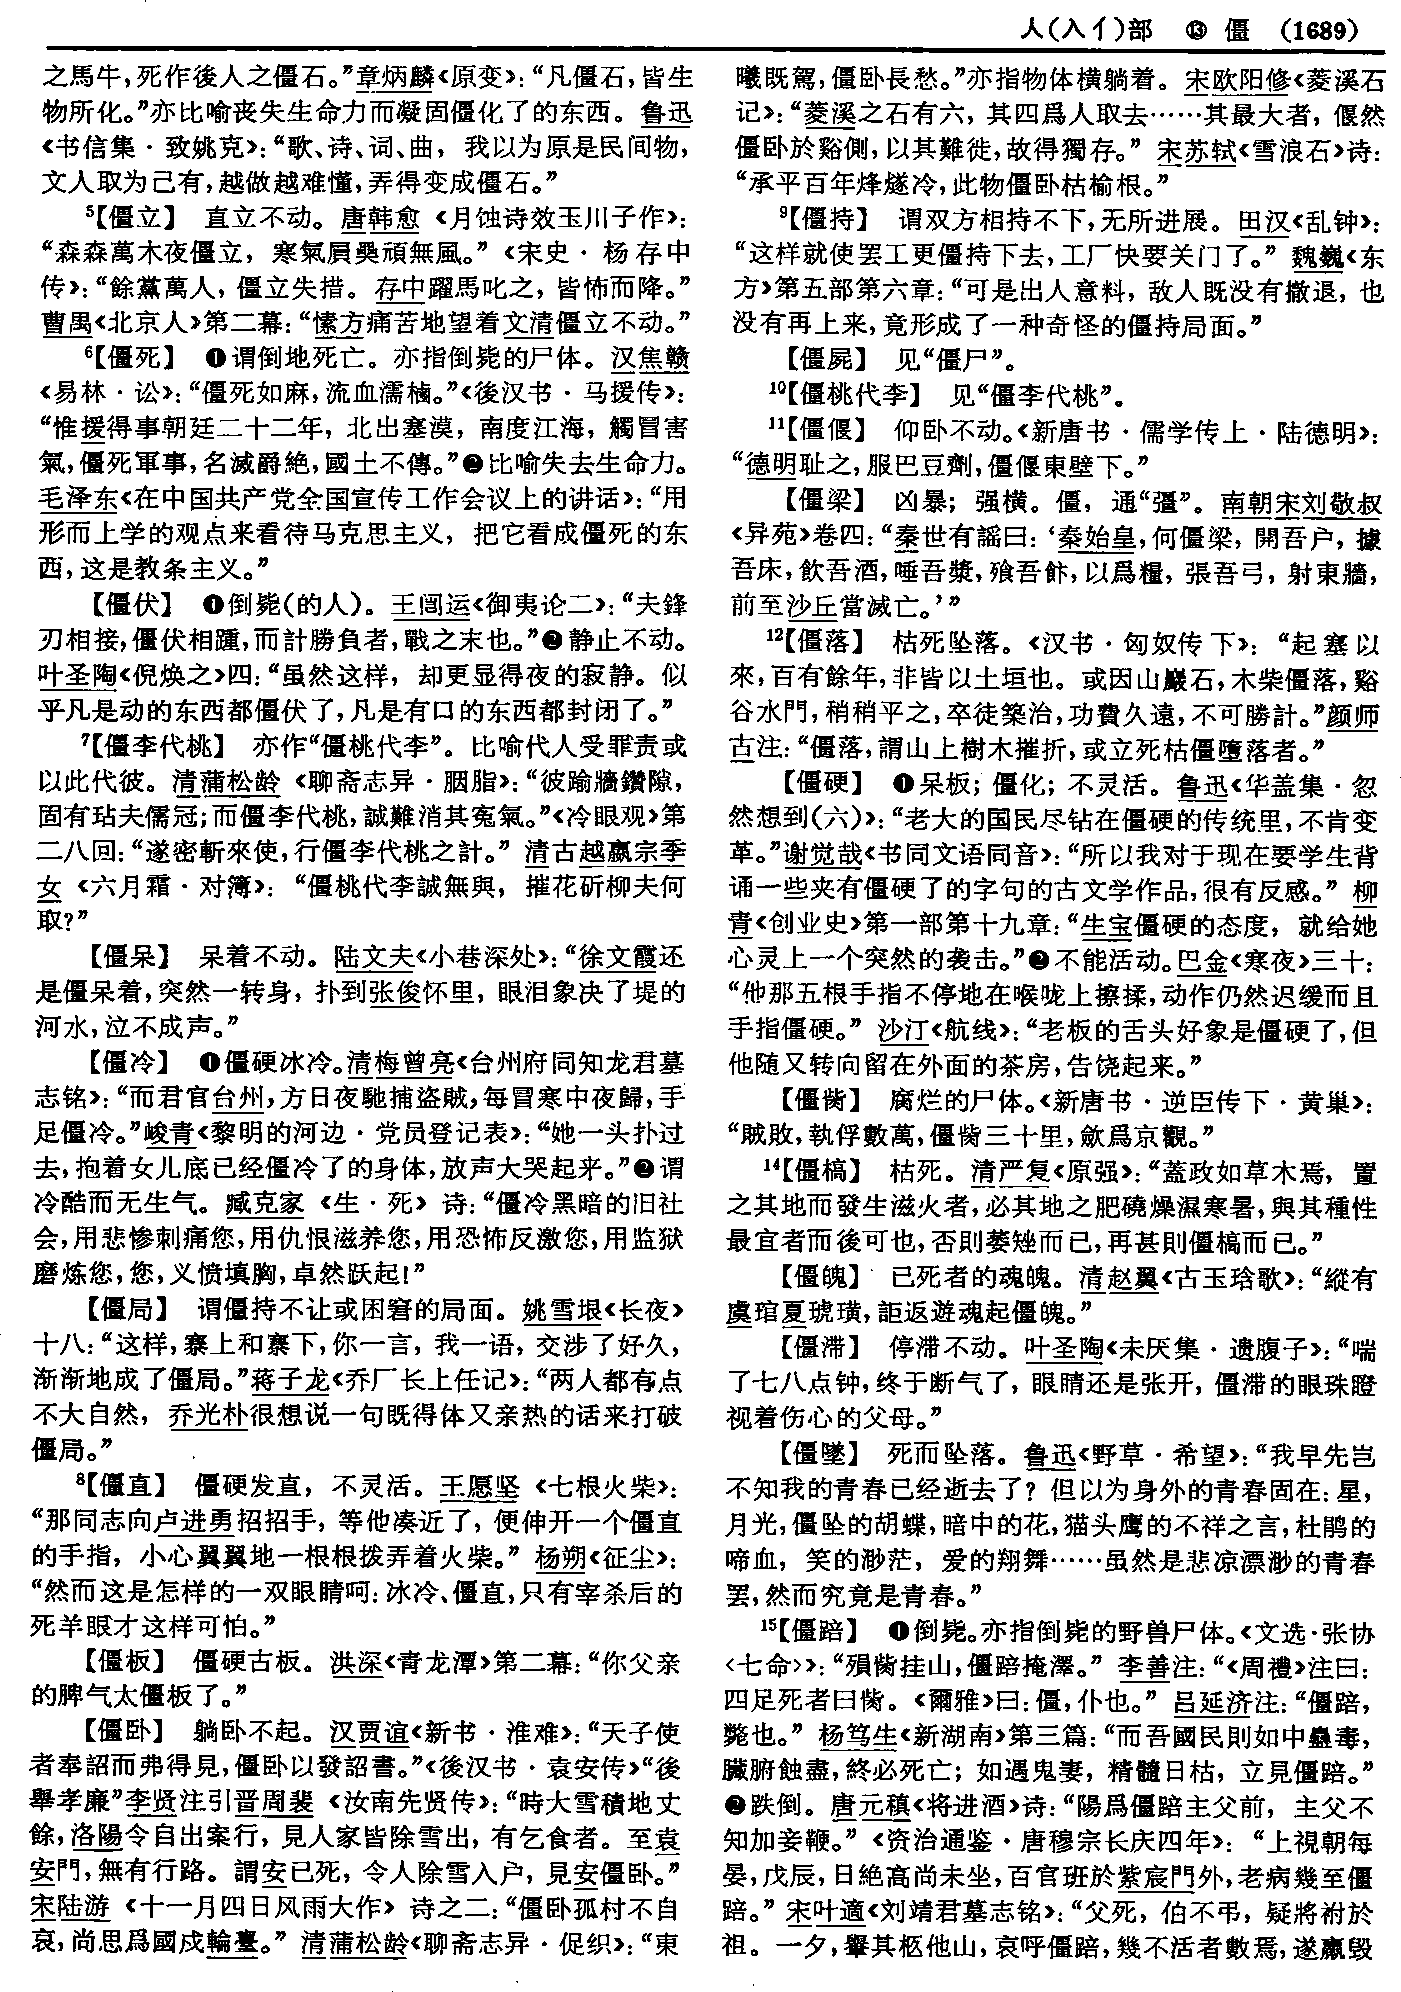 人(入亻)部 ⓭ 僵 (1689)
之馬牛,死作後人之僵石。”章炳麟《原变》:“凡僵石,皆生
物所化。”亦比喻丧失生命力而凝固僵化了的东西。鲁迅
《书信集·致姚克》:“歌、诗、词、曲,我以为原是民间物,
文人取为己有,越做越难懂,弄得变成僵石。”
⁵【僵立】 直立不动。唐韩愈《月蚀诗效玉川子作》:
“森森萬木夜僵立,寒氣屓奰頑無風。”《宋史·杨存中
传》:“餘黨萬人,僵立失措。存中躍馬叱之,皆怖而降。”
曹禺《北京人》第二幕:“愫方痛苦地望着文清僵立不动。”
⁶【僵死】 ❶谓倒地死亡。亦指倒毙的尸体。汉焦赣
《易林·讼》:“僵死如麻,流血濡櫓。”《後汉书·马援传》:
“惟援得事朝廷二十二年,北出塞漠,南度江海,觸冒害
氣,僵死軍事,名滅爵絶,國土不傳。”❷比喻失去生命力。
毛泽东《在中国共产党全国宣传工作会议上的讲话》:“用
形而上学的观点来看待马克思主义,把它看成僵死的东
西,这是教条主义。”
【僵伏】 ❶倒毙(的人)。王闿运《御夷论二》:“夫鋒
刃相接,僵伏相踵,而計勝負者,戰之末也。”❷静止不动。
叶圣陶《倪焕之》四:“虽然这样,却更显得夜的寂静。似
乎凡是动的东西都僵伏了,凡是有口的东西都封闭了。”
⁷【僵李代桃】 亦作“僵桃代李”。比喻代人受罪责或
以此代彼。清蒲松龄《聊斋志异·胭脂》:“彼踰牆鑽隙,
固有玷夫儒冠;而僵李代桃,誠難消其冤氣。”《冷眼观》第
二八回:“遂密斬來使,行僵李代桃之計。”清古越嬴宗季
女《六月霜·对簿》:“僵桃代李誠無與,摧花斫柳夫何
取?”
【僵呆】 呆着不动。陆文夫《小巷深处》:“徐文霞还
是僵呆着,突然一转身,扑到张俊怀里,眼泪象决了堤的
河水,泣不成声。”
【僵冷】 ❶僵硬冰冷。清梅曾亮《台州府同知龙君墓
志铭》:“而君官台州,方日夜馳捕盜賊,每冒寒中夜歸,手
足僵冷。”峻青《黎明的河边·党员登记表》:“她一头扑过
去,抱着女儿底已经僵冷了的身体,放声大哭起来。”❷谓
冷酷而无生气。臧克家《生·死》诗:“僵冷黑暗的旧社
会,用悲惨刺痛您,用仇恨滋养您,用恐怖反激您,用监狱
磨炼您,您,义愤填胸,卓然跃起!”
【僵局】 谓僵持不让或困窘的局面。姚雪垠《长夜》
十八:“这样,寨上和寨下,你一言,我一语,交涉了好久,
渐渐地成了僵局。”蒋子龙《乔厂长上任记》:“两人都有点
不大自然,乔光朴很想说一句既得体又亲热的话来打破
僵局。”
⁸【僵直】 僵硬发直,不灵活。王愿坚《七根火柴》:
“那同志向卢进勇招招手,等他凑近了,便伸开一个僵直
的手指,小心翼翼地一根根拨弄着火柴。”杨朔《征尘》:
“然而这是怎样的一双眼睛呵:冰冷、僵直,只有宰杀后的
死羊眼才这样可怕。”
【僵板】 僵硬古板。洪深《青龙潭》第二幕:“你父亲
的脾气太僵板了。”
【僵卧】 躺卧不起。汉贾谊《新书·淮难》:“天子使
者奉詔而弗得見,僵卧以發詔書。”《後汉书·袁安传》“後
舉孝廉”李贤注引晋周裴《汝南先贤传》:“時大雪積地丈
餘,洛陽令自出案行,見人家皆除雪出,有乞食者。至袁
安門,無有行路。謂安已死,令人除雪入户,見安僵卧。”
宋陆游《十一月四日风雨大作》诗之二:“僵卧孤村不自
哀,尚思爲國戍輪臺。”清蒲松龄《聊斋志异·促织》:“東
曦既駕,僵卧長愁。”亦指物体横躺着。宋欧阳修《菱溪石
记》:“菱溪之石有六,其四爲人取去……其最大者,偃然
僵卧於谿側,以其難徙,故得獨存。”宋苏轼《雪浪石》诗:
“承平百年烽燧冷,此物僵卧枯榆根。”
⁹【僵持】 谓双方相持不下,无所进展。田汉《乱钟》:
“这样就使罢工更僵持下去,工厂快要关门了。”魏巍《东
方》第五部第六章:“可是出人意料,敌人既没有撤退,也
没有再上来,竟形成了一种奇怪的僵持局面。”
【僵屍】 见“僵尸”。
¹⁰【僵桃代李】 见“僵李代桃”。
¹¹【僵偃】 仰卧不动。《新唐书·儒学传上·陆德明》:
“德明耻之,服巴豆劑,僵偃東壁下。”
【僵梁】 凶暴;强横。僵,通“彊”。南朝宋刘敬叔
《异苑》卷四:“秦世有謡曰:‘秦始皇,何僵梁,開吾户,據
吾床,飲吾酒,唾吾漿,飱吾飰,以爲糧,張吾弓,射東牆,
前至沙丘當滅亡。’”
¹²【僵落】 枯死坠落。《汉书·匈奴传下》:“起塞以
來,百有餘年,非皆以土垣也。或因山巖石,木柴僵落,谿
谷水門,稍稍平之,卒徒築治,功費久遠,不可勝計。”颜师
古注:“僵落,謂山上樹木摧折,或立死枯僵墮落者。”
【僵硬】 ❶呆板;僵化;不灵活。鲁迅《华盖集·忽
然想到(六)》:“老大的国民尽钻在僵硬的传统里,不肯变
革。”谢觉哉《书同文语同音》:“所以我对于现在要学生背
诵一些夹有僵硬了的字句的古文学作品,很有反感。”柳
青《创业史》第一部第十九章:“生宝僵硬的态度,就给她
心灵上一个突然的袭击。”❷不能活动。巴金《寒夜》三十:
“他那五根手指不停地在喉咙上擦揉,动作仍然迟缓而且
手指僵硬。”沙汀《航线》:“老板的舌头好象是僵硬了,但
他随又转向留在外面的茶房,告饶起来。”
【僵胔】 腐烂的尸体。《新唐书·逆臣传下·黄巢》:
“賊敗,執俘數萬,僵胔三十里,斂爲京觀。”
¹⁴【僵槁】 枯死。清严复《原强》:“蓋政如草木焉,置
之其地而發生滋火者,必其地之肥磽燥濕寒暑,與其種性
最宜者而後可也,否則萎矬而已,再甚則僵槁而已。”
【僵魄】 已死者的魂魄。清赵翼《古玉琀歌》:“縱有
虞琯夏琥璜,詎返遊魂起僵魄。”
【僵滞】 停滞不动。叶圣陶《未厌集·遗腹子》:“喘
了七八点钟,终于断气了,眼睛还是张开,僵滞的眼珠瞪
视着伤心的父母。”
【僵墜】 死而坠落。鲁迅《野草·希望》:“我早先岂
不知我的青春已经逝去了?但以为身外的青春固在:星,
月光,僵坠的胡蝶,暗中的花,猫头鹰的不祥之言,杜鹃的
啼血,笑的渺茫,爱的翔舞……虽然是悲凉漂渺的青春
罢,然而究竟是青春。”
¹⁵【僵踣】 ❶倒毙。亦指倒毙的野兽尸体。《文选·张协
〈七命〉》:“殞胔挂山,僵踣掩澤。”李善注:“《周禮》注曰:
四足死者曰胔。《爾雅》曰:僵,仆也。”吕延济注:“僵踣,
斃也。”杨笃生《新湖南》第三篇:“而吾國民則如中蠱毒,
臟腑蝕盡,終必死亡;如遇鬼妻,精髓日枯,立見僵踣。”
❷跌倒。唐元稹《将进酒》诗:“陽爲僵踣主父前,主父不
知加妾鞭。”《资治通鉴·唐穆宗长庆四年》:“上視朝每
晏,戊辰,日絶高尚未坐,百官班於紫宸門外,老病幾至僵
踣。”宋叶適《刘靖君墓志铭》:“父死,伯不弔,疑將祔於
祖。一夕,轝其柩他山,哀呼僵踣,幾不活者數焉,遂羸毁